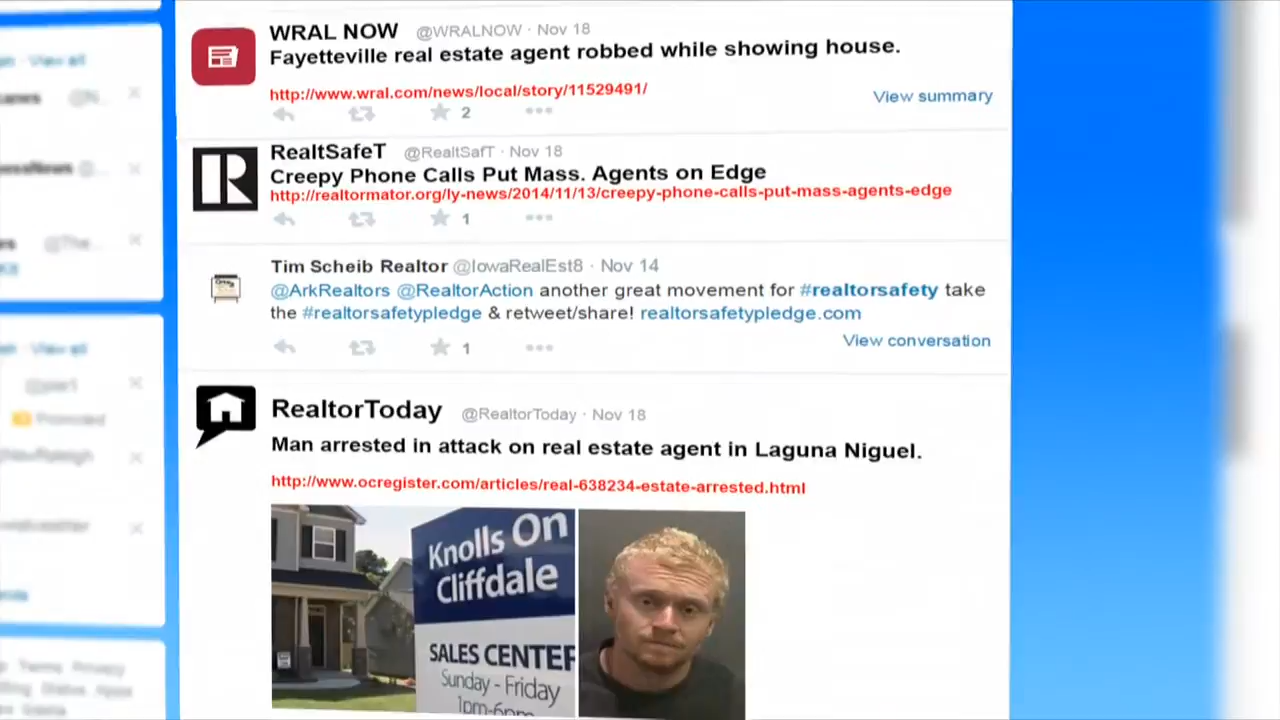 WRAL NOW @WRALNOW · Nov 18
Fayetteville real estate agent robbed while showing house.
http://www.wral.com/news/local/story/11529491/
View summary
2
RealtSafeT @RealtSafT · Nov 18
Creepy Phone Calls Put Mass. Agents on Edge
http://realtormator.org/ly-news/2014/11/13/creepy-phone-calls-put-mass-agents-edge
1
Tim Scheib Realtor @IowaRealEst8 · Nov 14
@ArkRealtors @RealtorAction another great movement for #realtorsafety take
the #realtorsafetypledge & retweet/share! realtorsafetypledge.com
View conversation
1
RealtorToday @RealtorToday · Nov 18
Man arrested in attack on real estate agent in Laguna Niguel.
http://www.ocregister.com/articles/real-638234-estate-arrested.html
Knolls On
Cliffdale
SALES CENTER
Sunday - Friday
1pm-6pm
View all
@The...
View all
Promoted
Terms Privacy